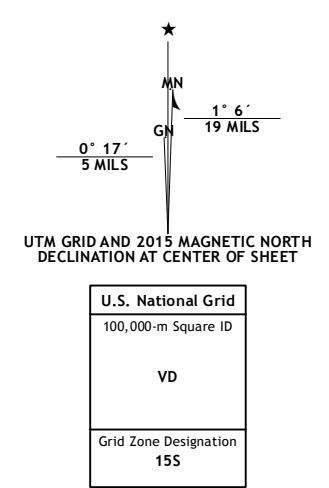 ★
MN
1° 6´
19 MILS
GN
0° 17´
5 MILS
UTM GRID AND 2015 MAGNETIC NORTH
DECLINATION AT CENTER OF SHEET
U.S. National Grid
100,000-m Square ID
VD
Grid Zone Designation
15S